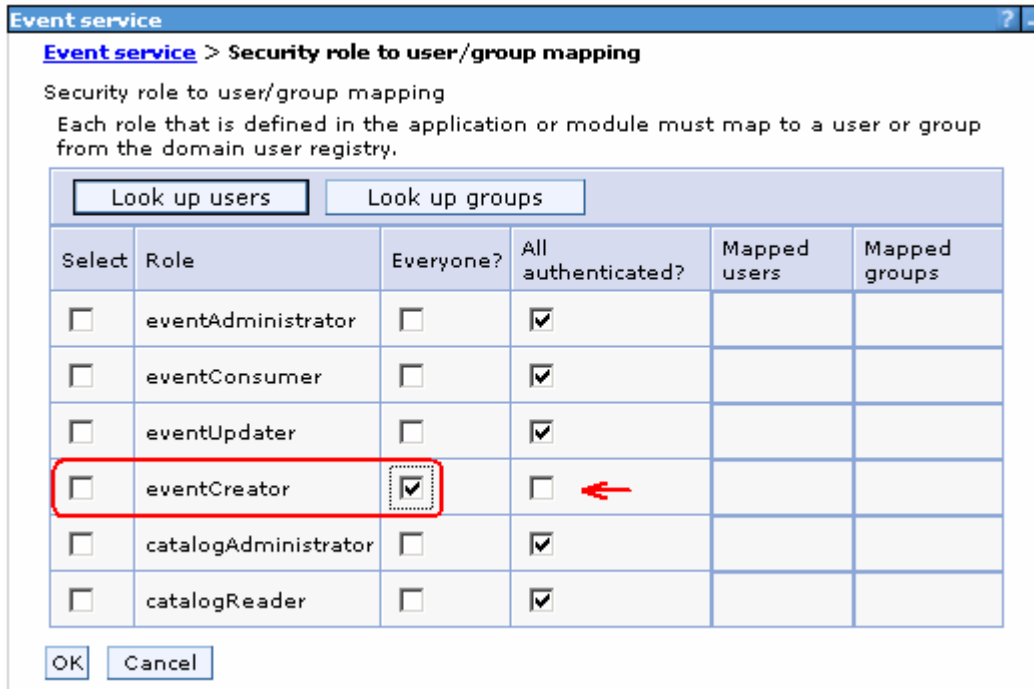 Event service ? -
Event service > Security role to user/group mapping
Security role to user/group mapping
Each role that is defined in the application or module must map to a user or group
from the domain user registry.
Look up users Look up groups
Select Role Everyone? All authenticated? Mapped users Mapped groups
eventAdministrator
eventConsumer
eventUpdater
eventCreator
catalogAdministrator
catalogReader
OK Cancel